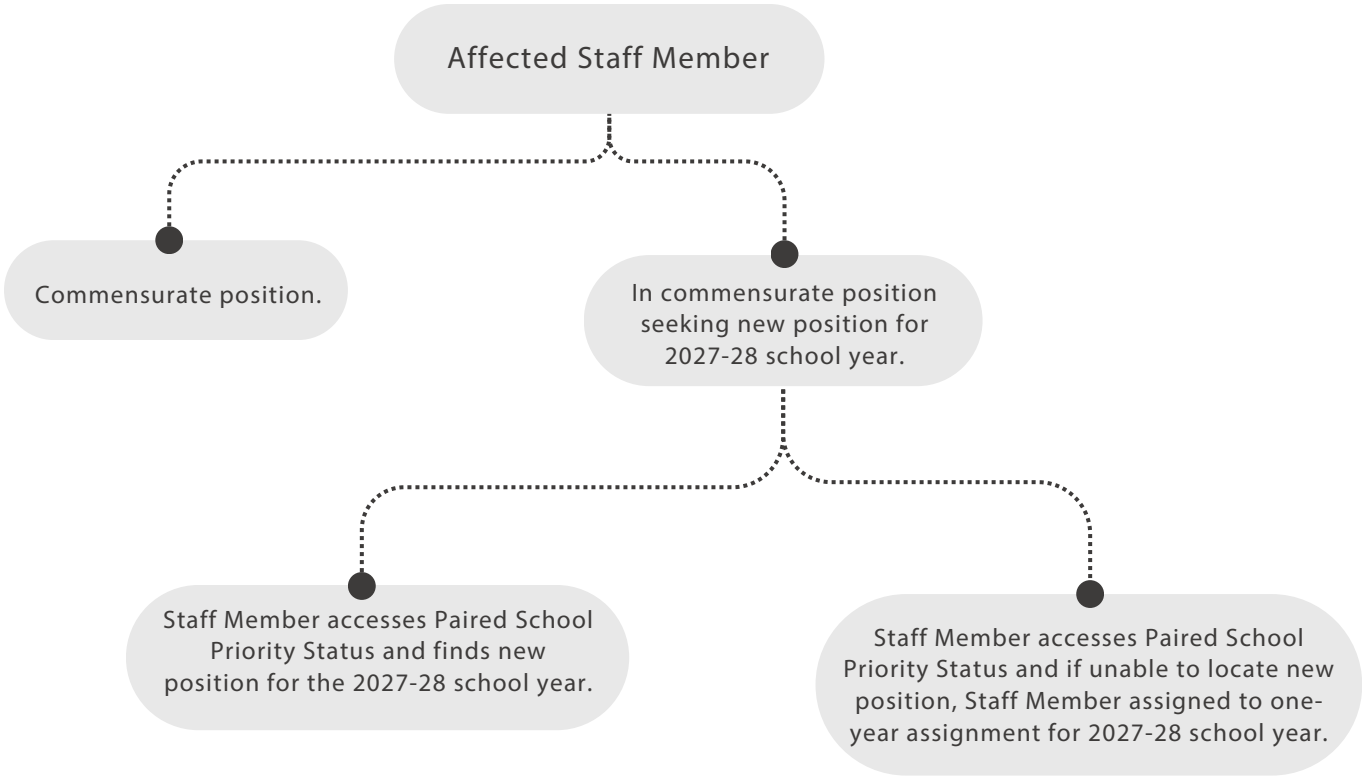 Affected Staff Member
Commensurate position.
In commensurate position
seeking new position for
2027-28 school year.
Staff Member accesses Paired School
Priority Status and finds new
position for the 2027-28 school year.
Staff Member accesses Paired School
Priority Status and if unable to locate new
position, Staff Member assigned to one-
year assignment for 2027-28 school year.